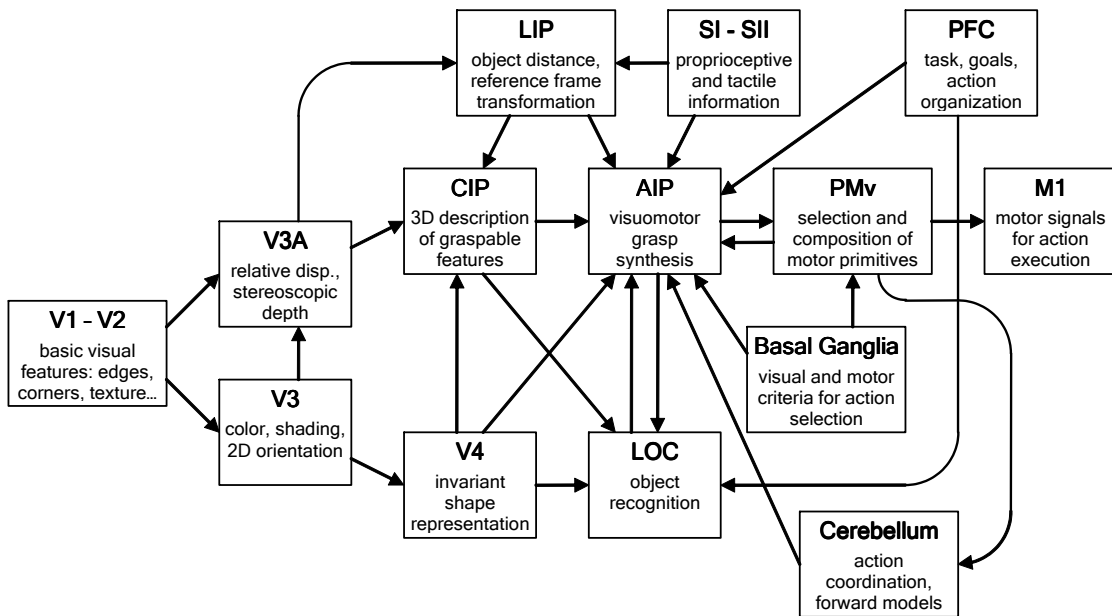 LIP
object distance,
reference frame
transformation
SI - SII
proprioceptive
and tactile
information
PFC
task, goals,
action
organization
CIP
3D description
of graspable
features
AIP
visuomotor
grasp
synthesis
PMv
selection and
composition of
motor primitives
M1
motor signals
for action
execution
V3A
relative disp.,
stereoscopic
depth
V1 - V2
basic visual
features: edges,
corners, texture...
V3
color, shading,
2D orientation
Basal Ganglia
visual and motor
criteria for action
selection
V4
invariant
shape
representation
LOC
object
recognition
Cerebellum
action
coordination,
forward models